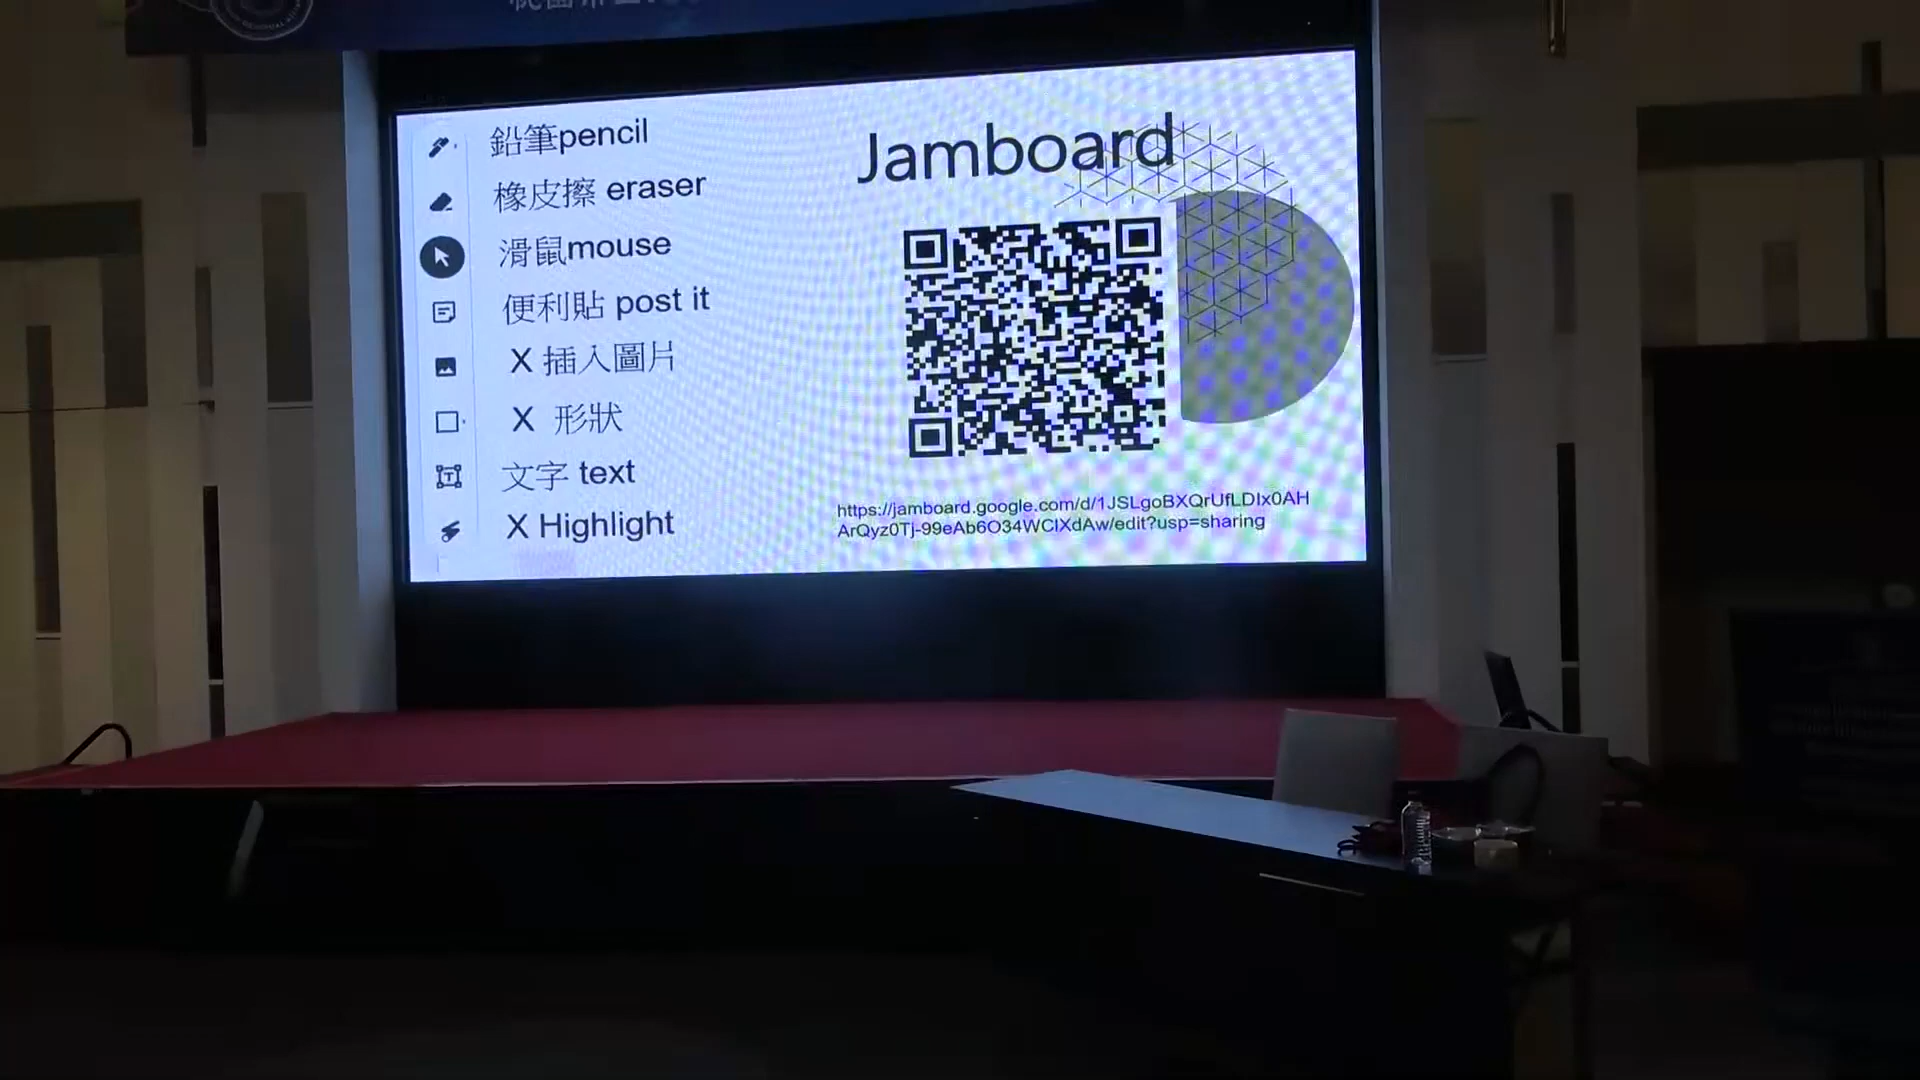 鉛筆pencil
橡皮擦 eraser
滑鼠mouse
便利貼 post it
X 插入圖片
X 形狀
文字 text
X Highlight
Jamboard
https://jamboard.google.com/d/1JSLgoBXQrUfLDIx0AH
ArQyz0Tj-99eAb6O34WCIXdAw/edit?usp=sharing